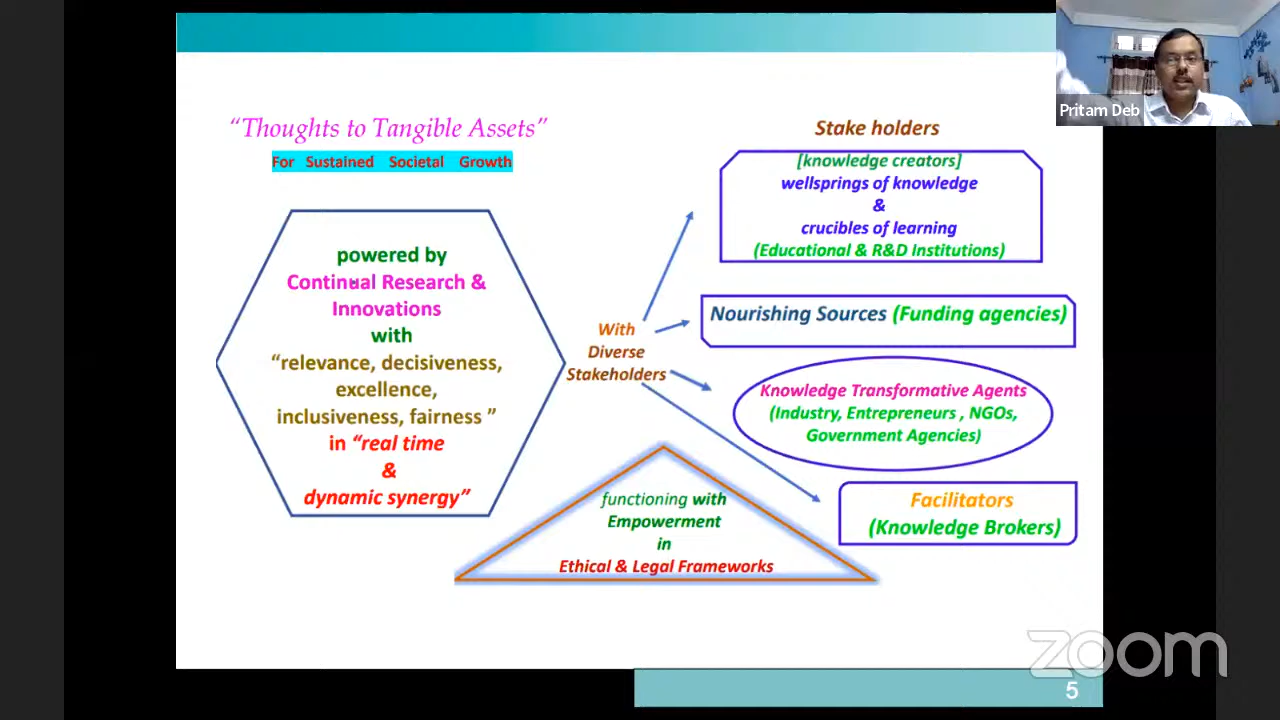 “Thoughts to Tangible Assets”
For Sustained Societal Growth
powered by
Continual Research &
Innovations
with
“relevance, decisiveness,
excellence,
inclusiveness, fairness ”
in “real time
&
dynamic synergy”
With
Diverse
Stakeholders
Stake holders
[knowledge creators]
wellsprings of knowledge
&
crucibles of learning
(Educational & R&D Institutions)
Nourishing Sources (Funding agencies)
Knowledge Transformative Agents
(Industry, Entrepreneurs , NGOs,
Government Agencies)
Facilitators
(Knowledge Brokers)
functioning with
Empowerment
in
Ethical & Legal Frameworks
Pritam Deb
zoom
5